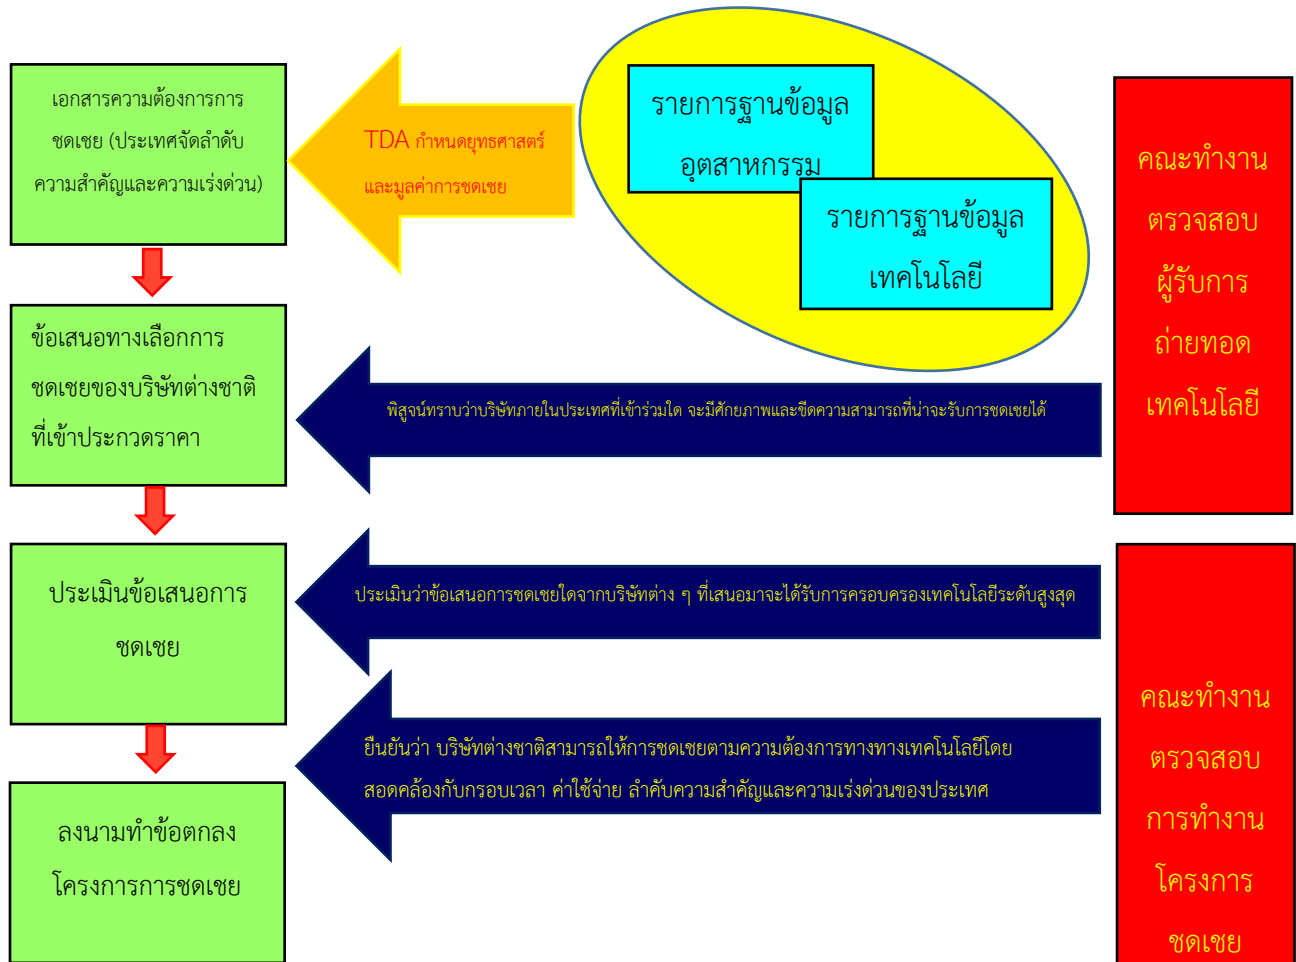 เอกสารความต้องการการ
ชดเชย (ประเทศจัดลำดับ
ความสำคัญและความเร่งด่วน)
TDA กำหนดยุทธศาสตร์
และมูลค่าการชดเชย
รายการฐานข้อมูล
อุตสาหกรรม
รายการฐานข้อมูล
เทคโนโลยี
คณะทำงาน
ตรวจสอบ
ผู้รับการ
ถ่ายทอด
เทคโนโลยี
ข้อเสนอทางเลือกการ
ชดเชยของบริษัทต่างชาติ
ที่เข้าประกวดราคา
พิสูจน์ทราบว่าบริษัทภายในประเทศที่เข้าร่วมใด จะมีศักยภาพและขีดความสามารถที่น่าจะรับการชดเชยได้
ประเมินข้อเสนอการ
ชดเชย
ประเมินว่าข้อเสนอการชดเชยใดจากบริษัทต่าง ๆ ที่เสนอมาจะได้รับการครอบครองเทคโนโลยีระดับสูงสุด
ยืนยันว่า บริษัทต่างชาติสามารถให้การชดเชยตามความต้องการทางทางเทคโนโลยีโดย
สอดคล้องกับกรอบเวลา ค่าใช้จ่าย ลำคับความสำคัญและความเร่งด่วนของประเทศ
คณะทำงาน
ตรวจสอบ
การทำงาน
โครงการ
ชดเชย
ลงนามทำข้อตกลง
โครงการการชดเชย